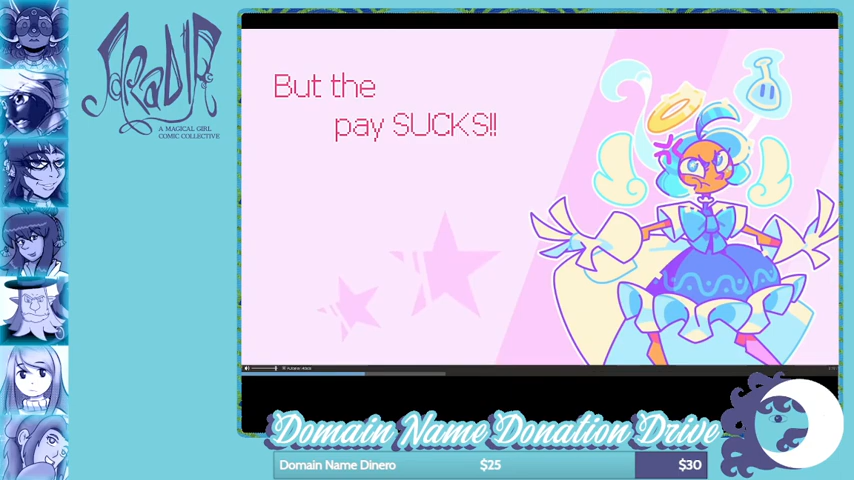 A MAGICAL GIRL
COMIC COLLECTIVE
But the
pay SUCKS!!
Domain Name Donation Drive
Domain Name Dinero $25 $30